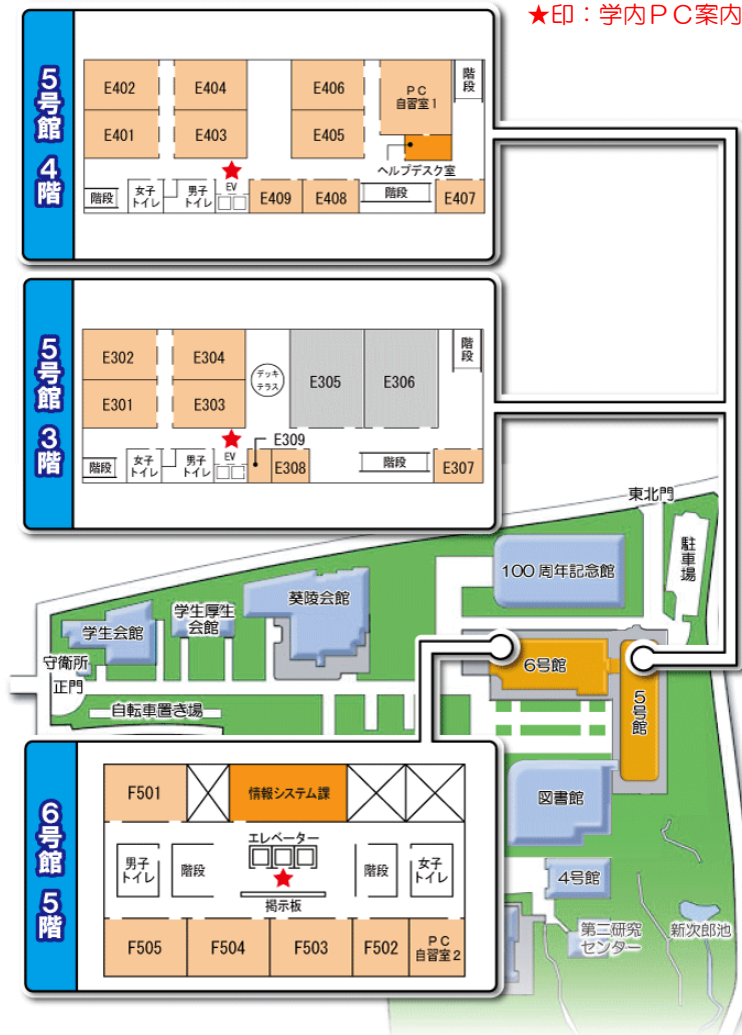 ★印：学内ＰＣ案内
5号館 4階
E402
E404
E406
ＰＣ
自習室１
階段
E401
E403
E405
ヘルプデスク室
階段
女子
トイレ
男子
トイレ
EV
E409
E408
階段
E407
5号館 3階
E302
E304
デッキ
テラス
E305
E306
階段
E301
E303
E309
階段
女子
トイレ
男子
トイレ
EV
E308
階段
E307
東北門
駐車場
100周年記念館
葵陵会館
学生厚生
会館
学生会館
守衛所
正門
自転車置き場
6号館
5号館
図書館
4号館
第二研究
センター
新次郎池
6号館 5階
F501
情報システム課
エレベーター
男子
トイレ
階段
階段
女子
トイレ
掲示板
F505
F504
F503
F502
ＰＣ
自習室２